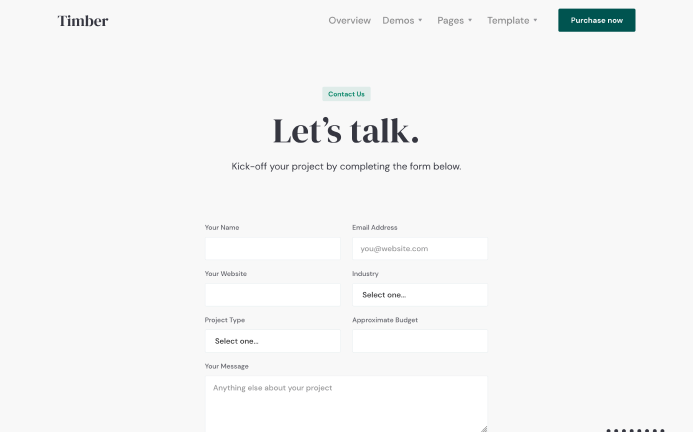 Timber
Overview Demos Pages Template Purchase now
Contact Us
Let's talk.
Kick-off your project by completing the form below.
Your Name Email Address
you@website.com
Your Website Industry
Select one...
Project Type Approximate Budget
Select one...
Your Message
Anything else about your project